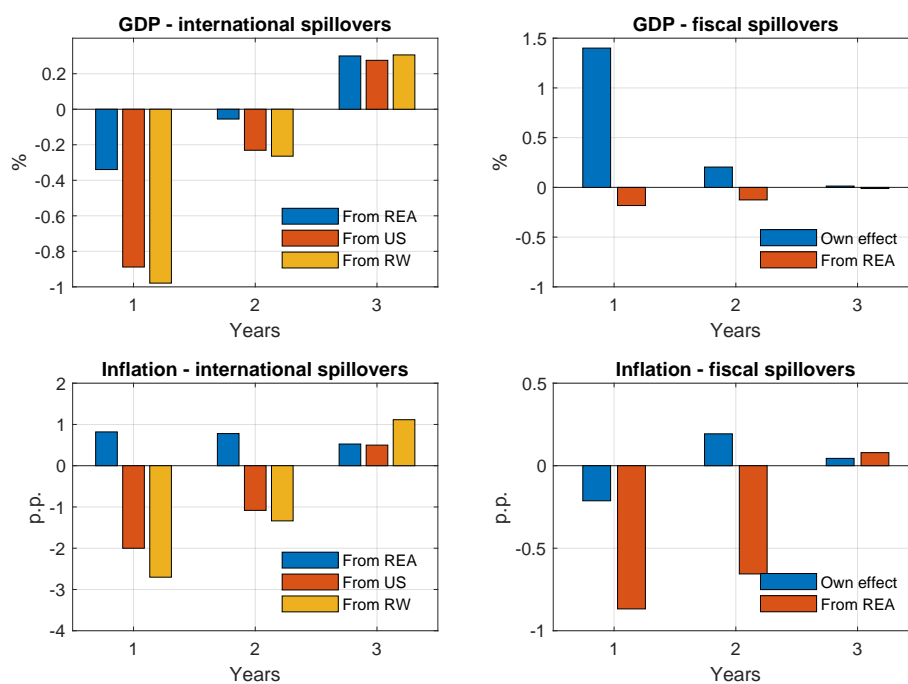 GDP - international spillovers
0.2
0
-0.2
-0.4
-0.6
-0.8
-1
%
From REA
From US
From RW
1
2
3
Years
GDP - fiscal spillovers
1.5
1
0.5
0
-0.5
-1
%
Own effect
From REA
1
2
3
Years
Inflation - international spillovers
2
1
0
-1
-2
-3
-4
p.p.
From REA
From US
From RW
1
2
3
Years
Inflation - fiscal spillovers
0.5
0
-0.5
-1
p.p.
Own effect
From REA
1
2
3
Years